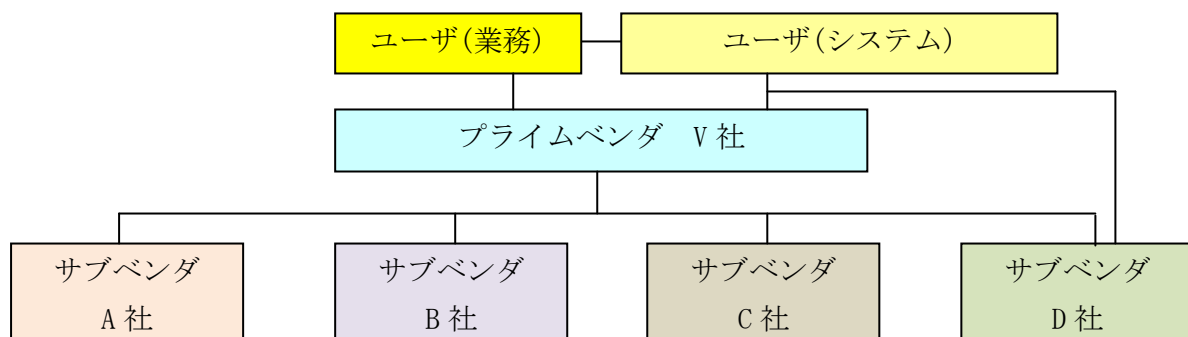 ユーザ(業務)
ユーザ(システム)
プライムベンダ　V社
サブベンダ
A社
サブベンダ
B社
サブベンダ
C社
サブベンダ
D社